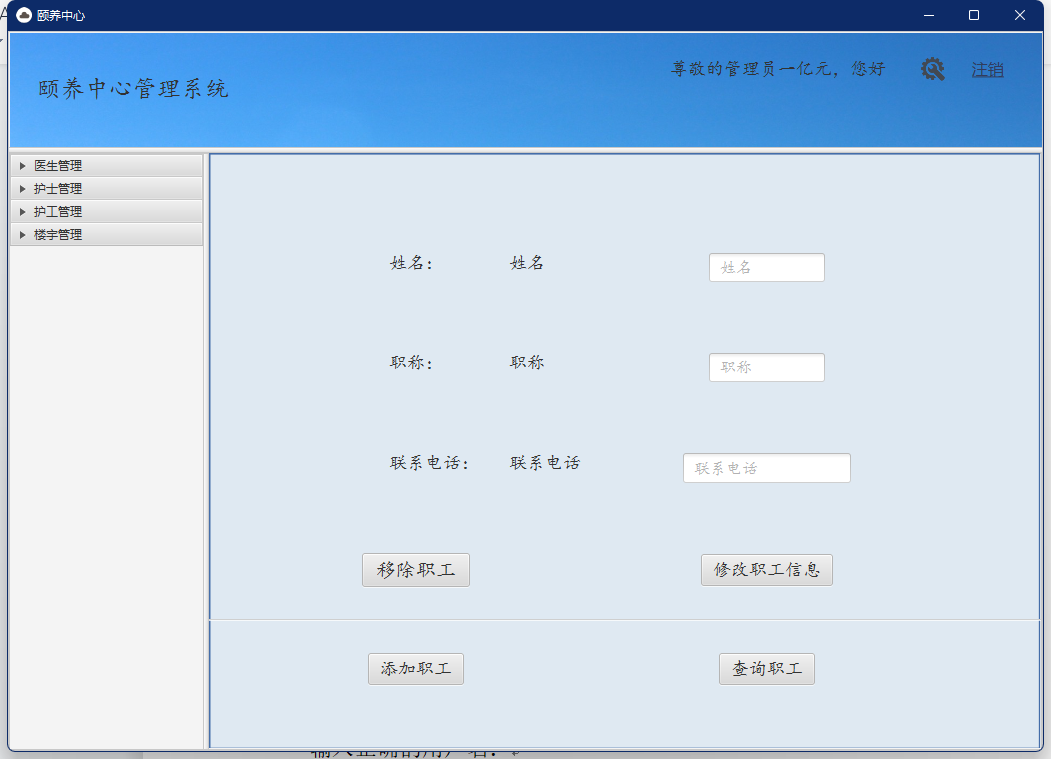 颐养中心
颐养中心管理系统
尊敬的管理员一亿元，您好
注销
医生管理
护士管理
护工管理
楼宇管理
姓名： 姓名 姓名
职称： 职称 职称
联系电话： 联系电话 联系电话
移除职工 修改职工信息
添加职工 查询职工